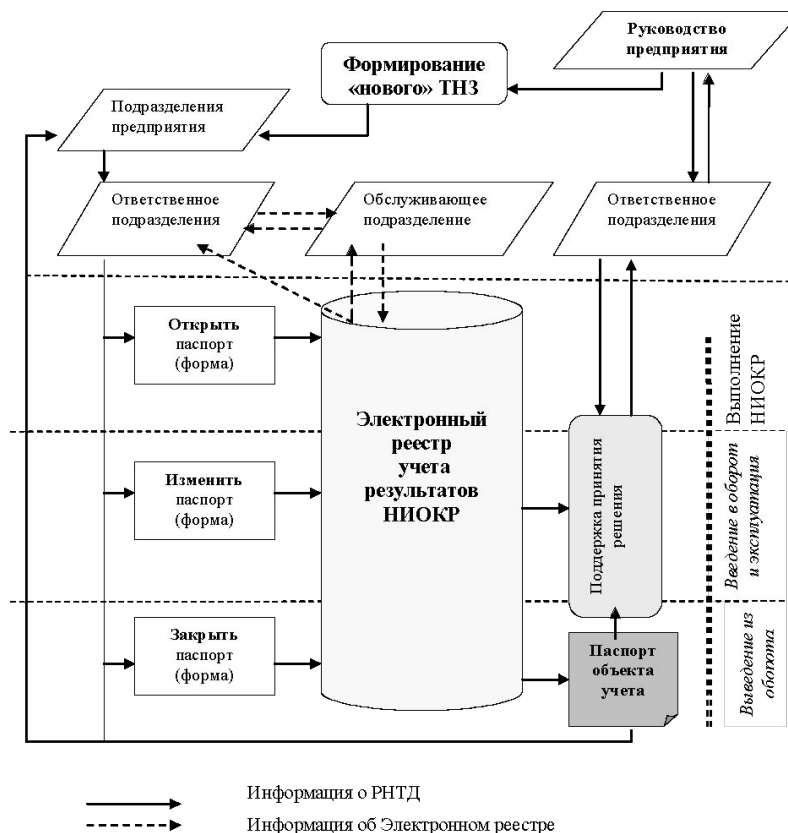 Руководство
предприятия
Формирование
«нового» ТНЗ
Подразделения
предприятия
Ответственное
подразделения
Обслуживающее
подразделение
Ответственное
подразделения
Открыть
паспорт
(форма)
Изменить
паспорт
(форма)
Закрыть
паспорт
(форма)
Электронный
реестр
учета
результатов
НИОКР
Поддержка принятия
решения
Паспорт
объекта
учета
Выполнение
НИОКР
Введение в оборот
и эксплуатация
Выведение из
оборота
Информация о РНТД
Информация об Электронном реестре